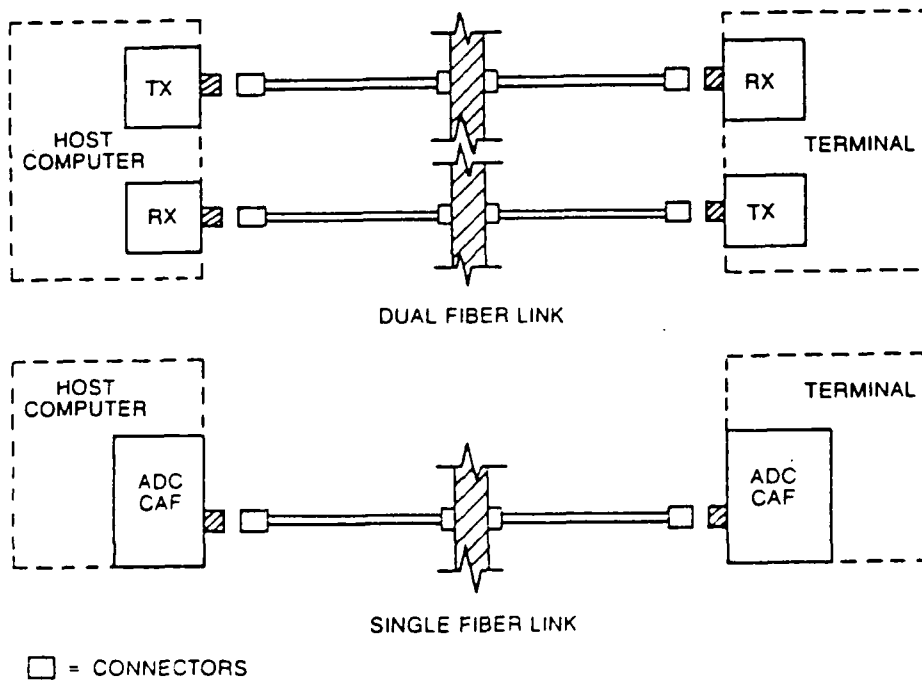 TX
HOST
COMPUTER
RX
RX
TERMINAL
TX
DUAL FIBER LINK
HOST
COMPUTER
ADC
CAF
TERMINAL
ADC
CAF
SINGLE FIBER LINK
= CONNECTORS